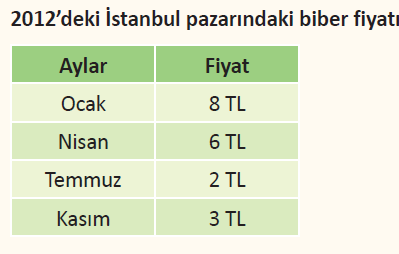 2012'deki İstanbul pazarındaki biber fiyatı
Aylar Fiyat
Ocak 8 TL
Nisan 6 TL
Temmuz 2 TL
Kasım 3 TL